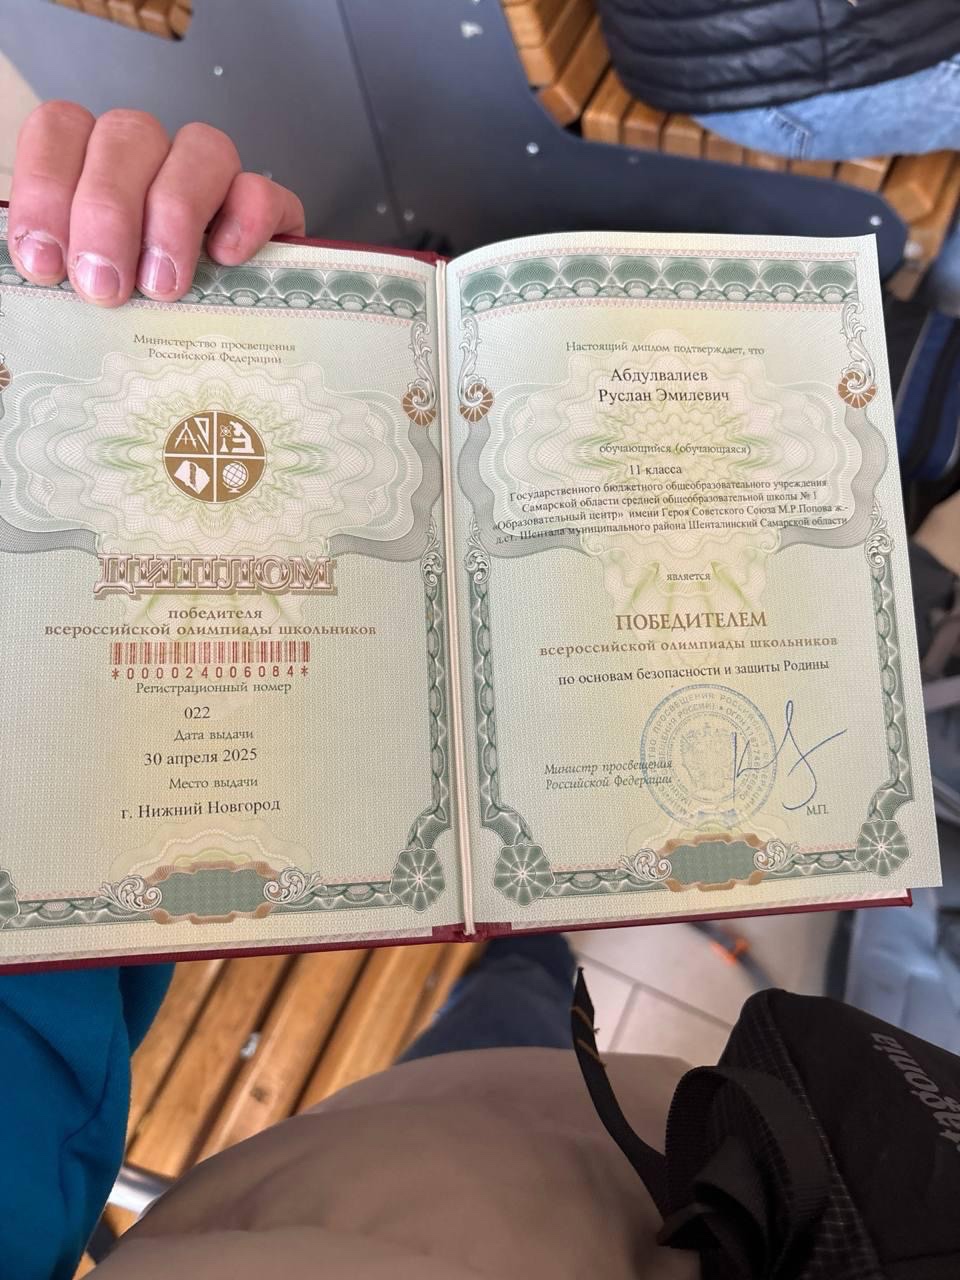 Министерство просвещения
Российской Федерации
ДИПЛОМ
победителя
всероссийской олимпиады школьников
*000024006084*
Регистрационный номер
022
Дата выдачи
30 апреля 2025
Место выдачи
г. Нижний Новгород
Настоящий диплом подтверждает, что
Абдулвалиев
Руслан Эмилевич
обучающийся (обучающаяся)
11 класса
Государственного бюджетного общеобразовательного учреждения
Самарской области средней общеобразовательной школы № 1
«Образовательный центр» имени Героя Советского Союза М.Р.Попова ж.-
д.ст. Шентала муниципального района Шенталинский Самарской области
является
ПОБЕДИТЕЛЕМ
всероссийской олимпиады школьников
по основам безопасности и защиты Родины
Министр просвещения
Российской Федерации
М.П.